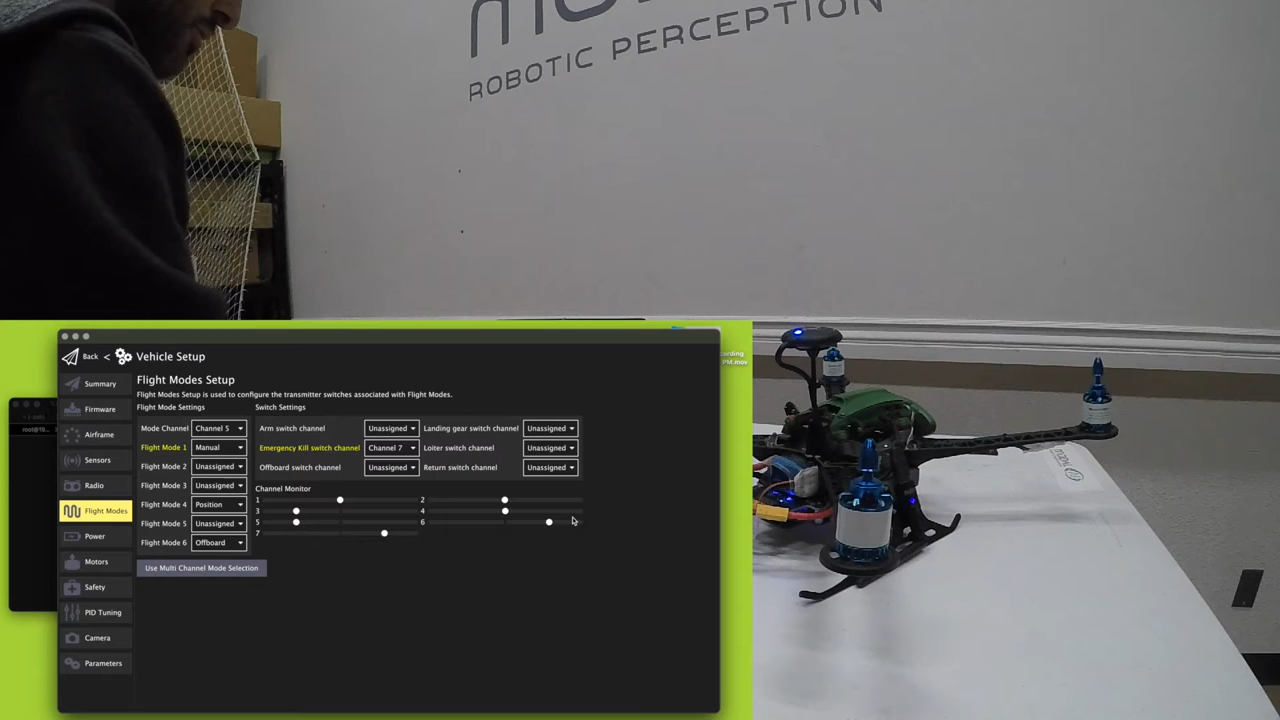 ROBOTIC PERCEPTION
Back < Vehicle Setup
Summary
Firmware
Airframe
Sensors
Radio
Flight Modes
Power
Motors
Safety
PID Tuning
Camera
Parameters
Flight Modes Setup
Flight Modes Setup is used to configure the transmitter switches associated with Flight Modes.
Flight Mode Settings
Mode Channel Channel 5
Flight Mode 1 Manual
Flight Mode 2 Unassigned
Flight Mode 3 Unassigned
Flight Mode 4 Position
Flight Mode 5 Unassigned
Flight Mode 6 Offboard
Use Multi Channel Mode Selection
Switch Settings
Arm switch channel Unassigned Landing gear switch channel Unassigned
Emergency Kill switch channel Channel 7 Loiter switch channel Unassigned
Offboard switch channel Unassigned Return switch channel Unassigned
Channel Monitor
1 2
3 4
5 6
7
PM.mov